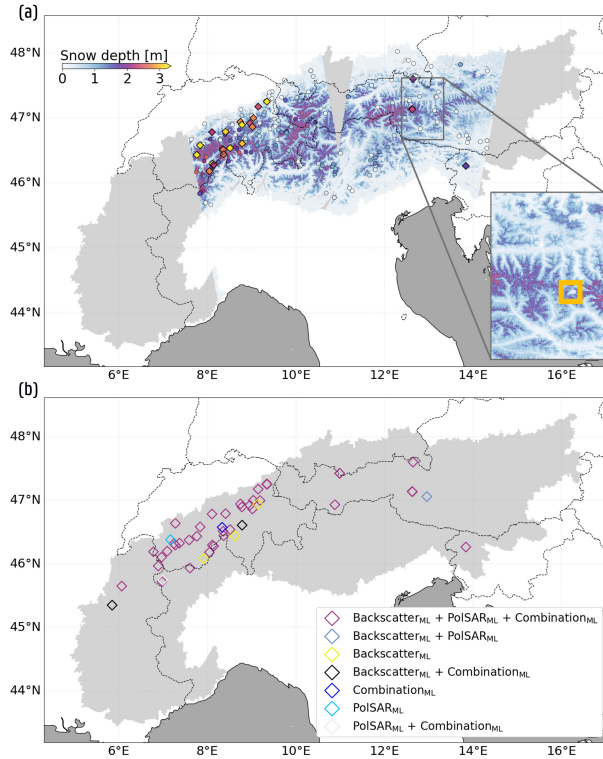 (a)
Snow depth [m]
0 1 2 3
48°N
47°N
46°N
45°N
44°N
6°E 8°E 10°E 12°E 14°E 16°E
(b)
48°N
47°N
46°N
45°N
44°N
Backscatter_ML + PolSAR_ML + Combination_ML
Backscatter_ML + PolSAR_ML
Backscatter_ML
Backscatter_ML + Combination_ML
Combination_ML
PolSAR_ML
PolSAR_ML + Combination_ML
6°E 8°E 10°E 12°E 14°E 16°E